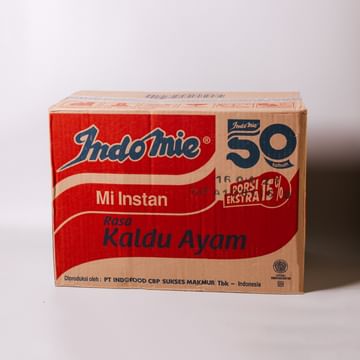 Indomie®
Indomie
50
tahun
Mi Instan
PORSI
EKSTRA 15%
Rasa
Kaldu Ayam
Diproduksi oleh : PT INDOFOOD CBP SUKSES MAKMUR Tbk – Indonesia